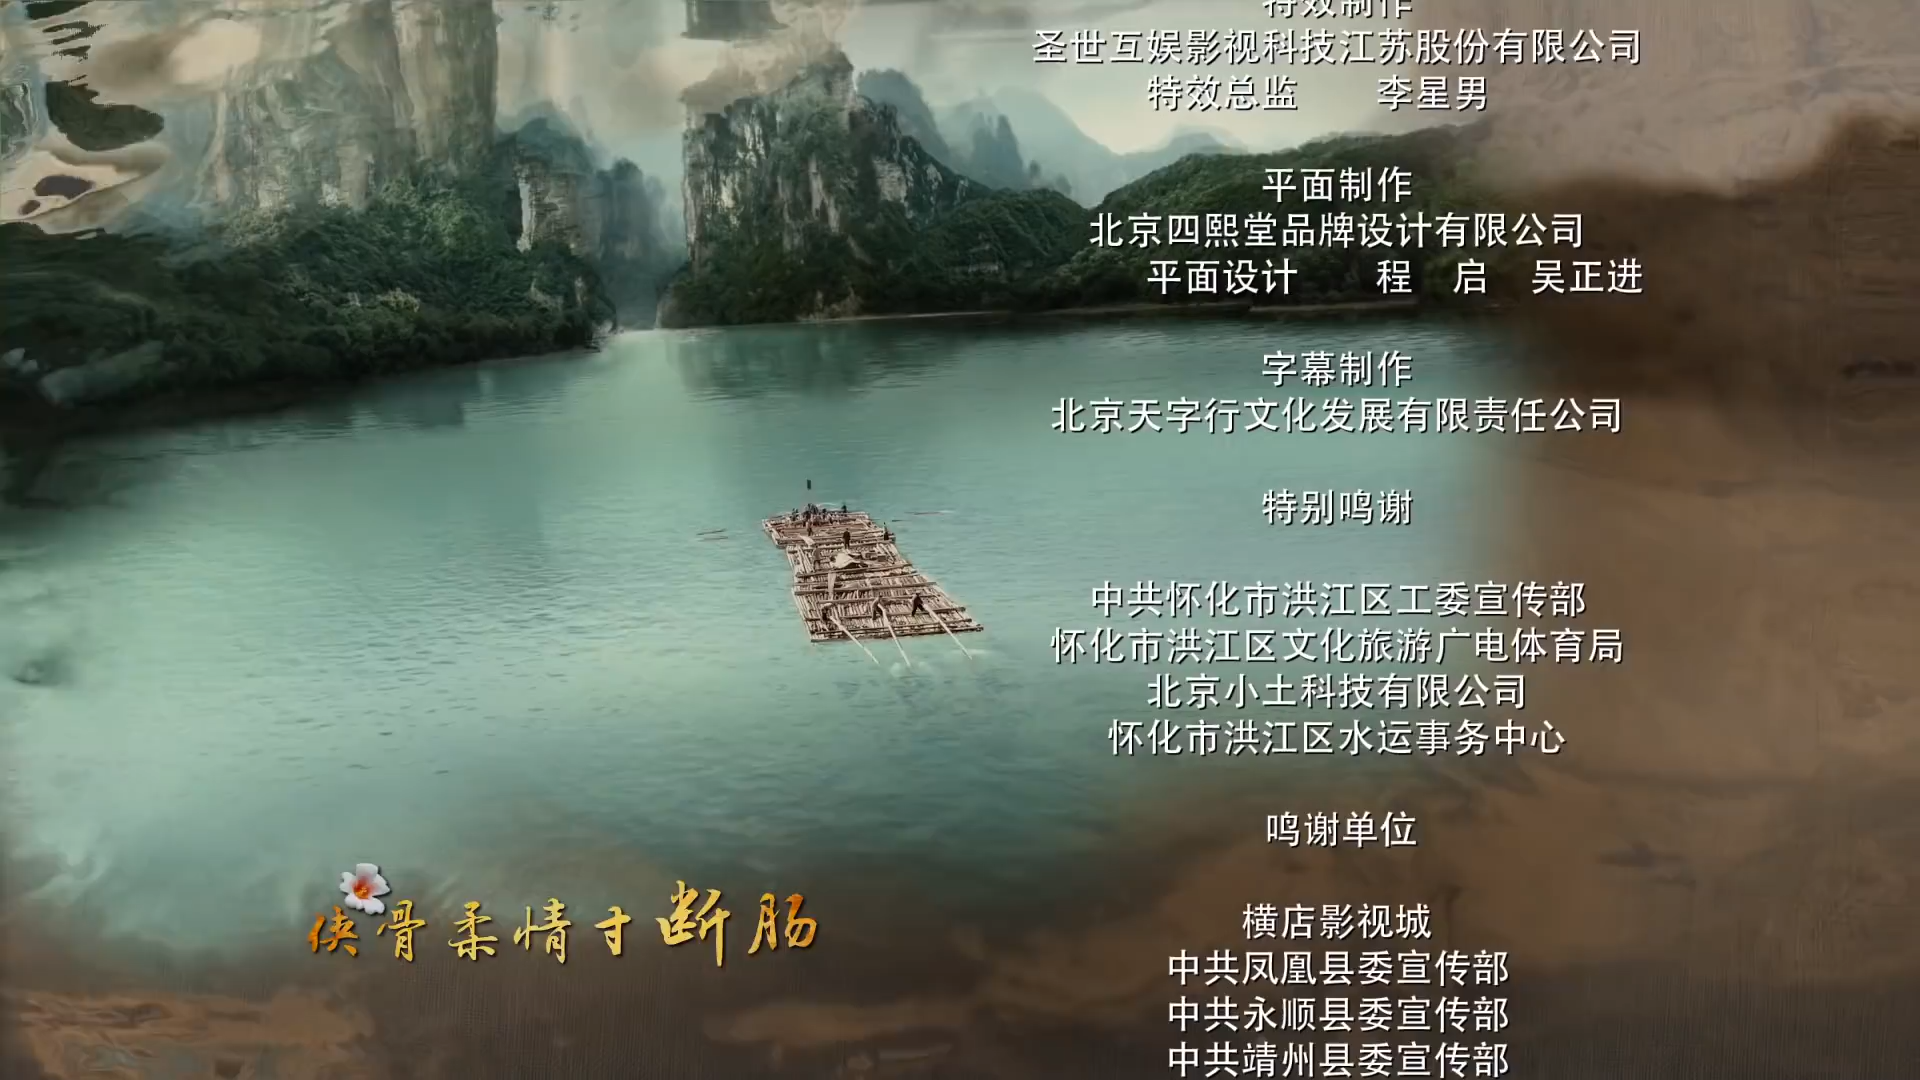 特效制作
圣世互娱影视科技江苏股份有限公司
特效总监 李星男
平面制作
北京四熙堂品牌设计有限公司
平面设计 程 启 吴正进
字幕制作
北京天字行文化发展有限责任公司
特别鸣谢
中共怀化市洪江区工委宣传部
怀化市洪江区文化旅游广电体育局
北京小土科技有限公司
怀化市洪江区水运事务中心
鸣谢单位
横店影视城
中共凤凰县委宣传部
中共永顺县委宣传部
中共靖州县委宣传部
侠骨柔情寸断肠